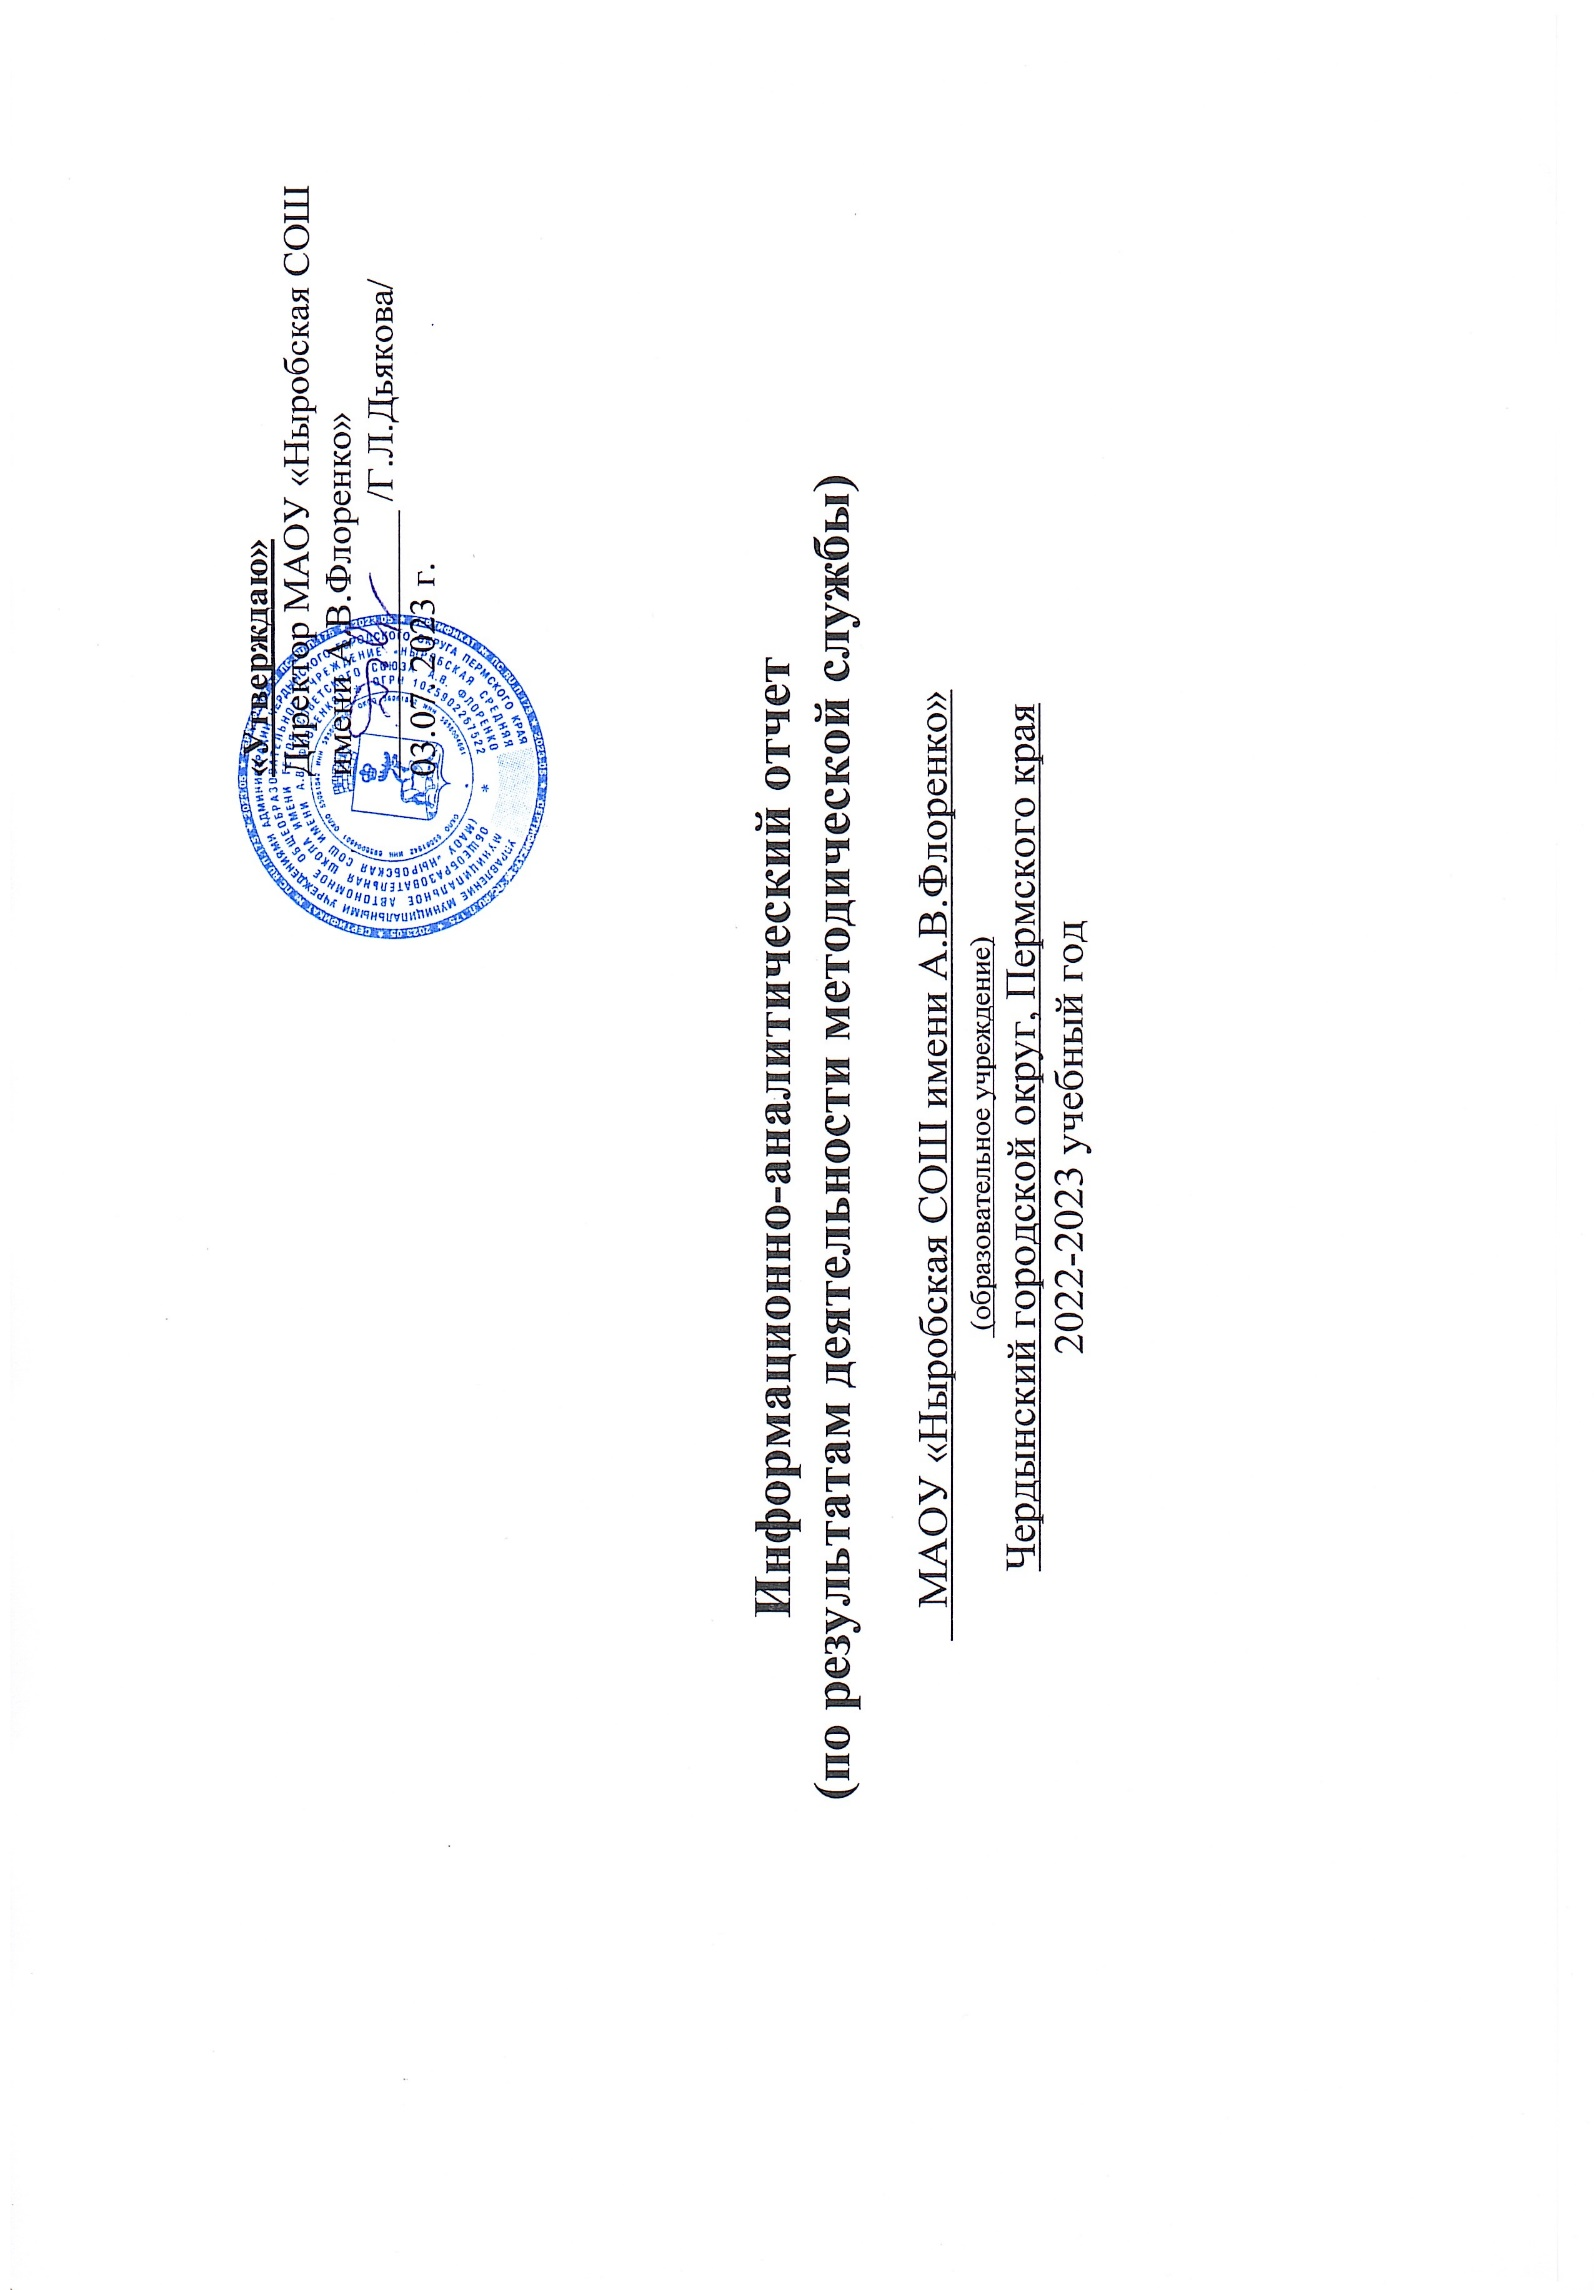 «Утверждаю»
Директор МАОУ «Ныробская СОШ
имени А.В.Флоренко»
/Г.Л.Дьякова/
03.07. 2023 г.
Информационно-аналитический отчет
(по результатам деятельности методической службы)
МАОУ «Ныробская СОШ имени А.В.Флоренко»
(образовательное учреждение)
Чердынский городской округ, Пермского края
2022-2023 учебный год